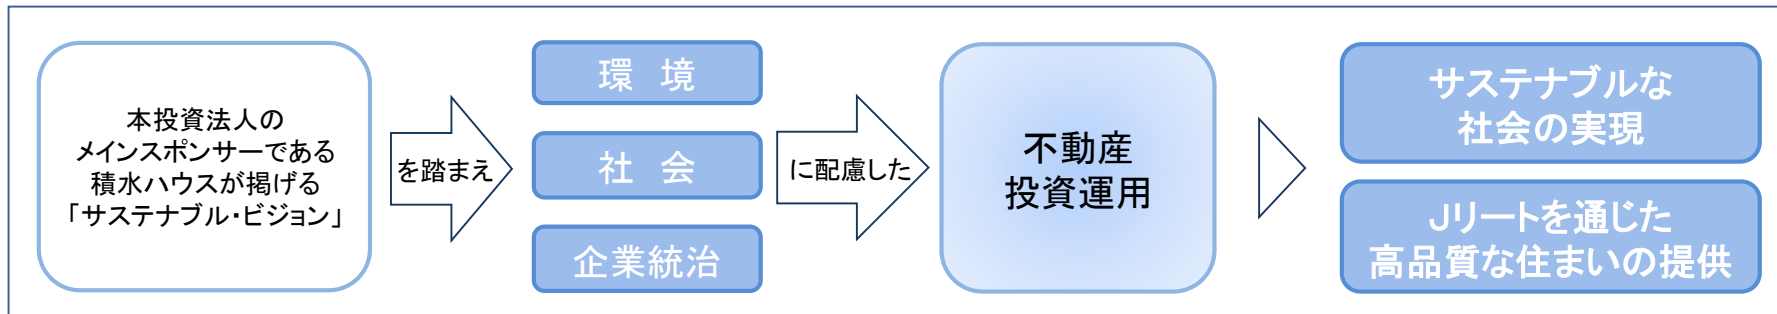 本投資法人の
メインスポンサーである
積水ハウスが掲げる
「サステナブル・ビジョン」
を踏まえ
環　境
社　会
企業統治
に配慮した
不動産
投資運用
サステナブルな
社会の実現
Jリートを通じた
高品質な住まいの提供